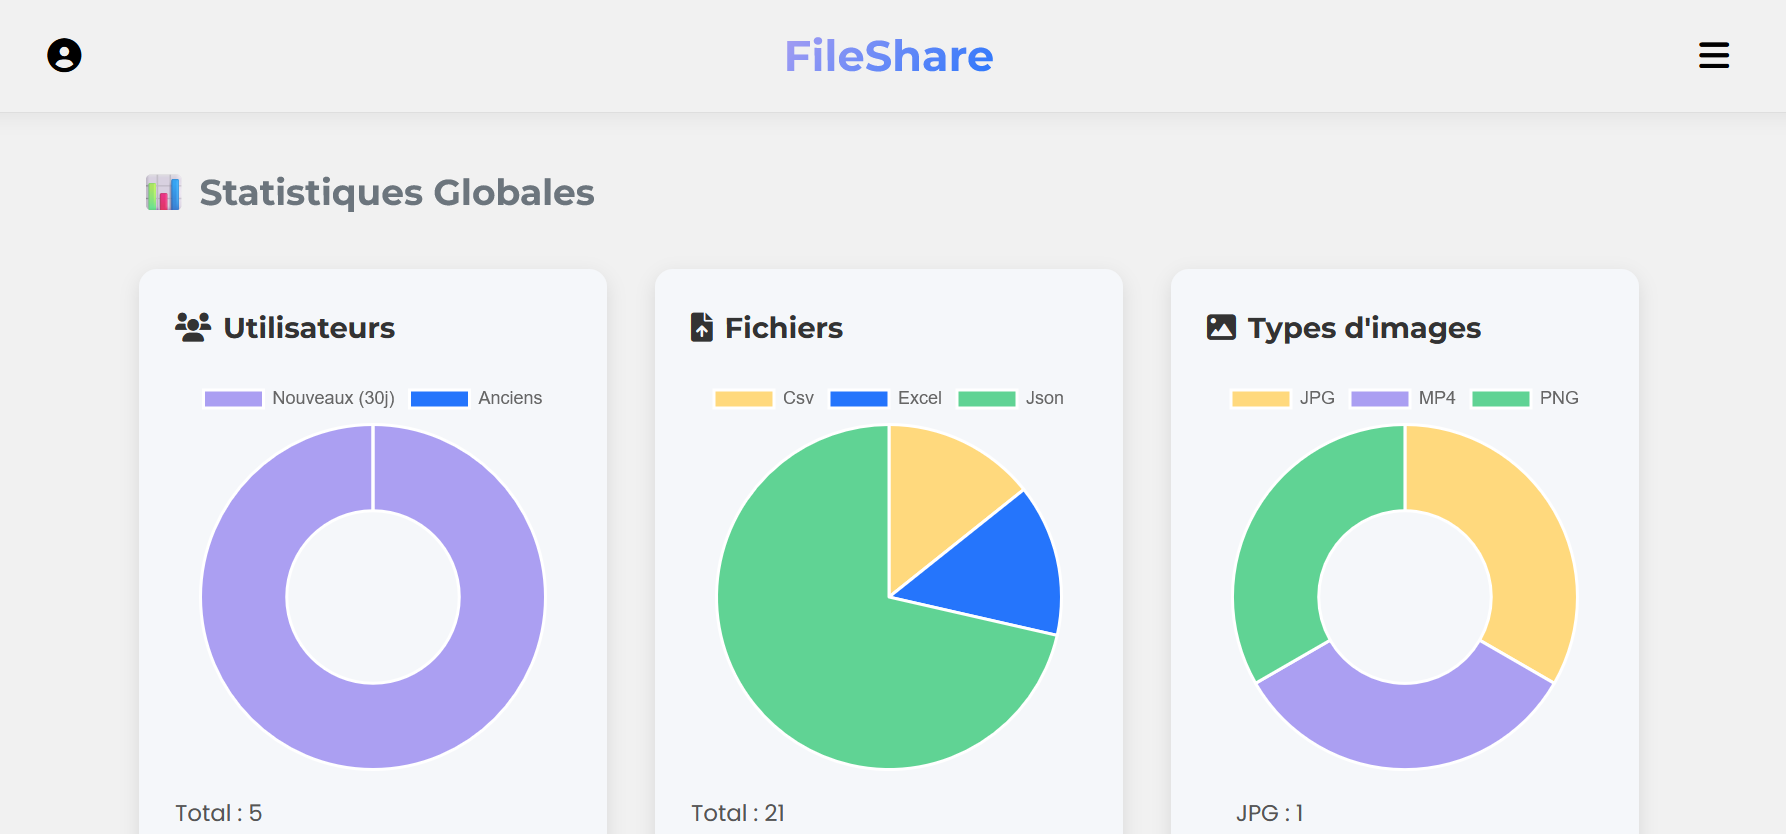 FileShare
Statistiques Globales
Utilisateurs
Nouveaux (30j) Anciens
Total : 5
Fichiers
Csv Excel Json
Total : 21
Types d'images
JPG MP4 PNG
JPG : 1